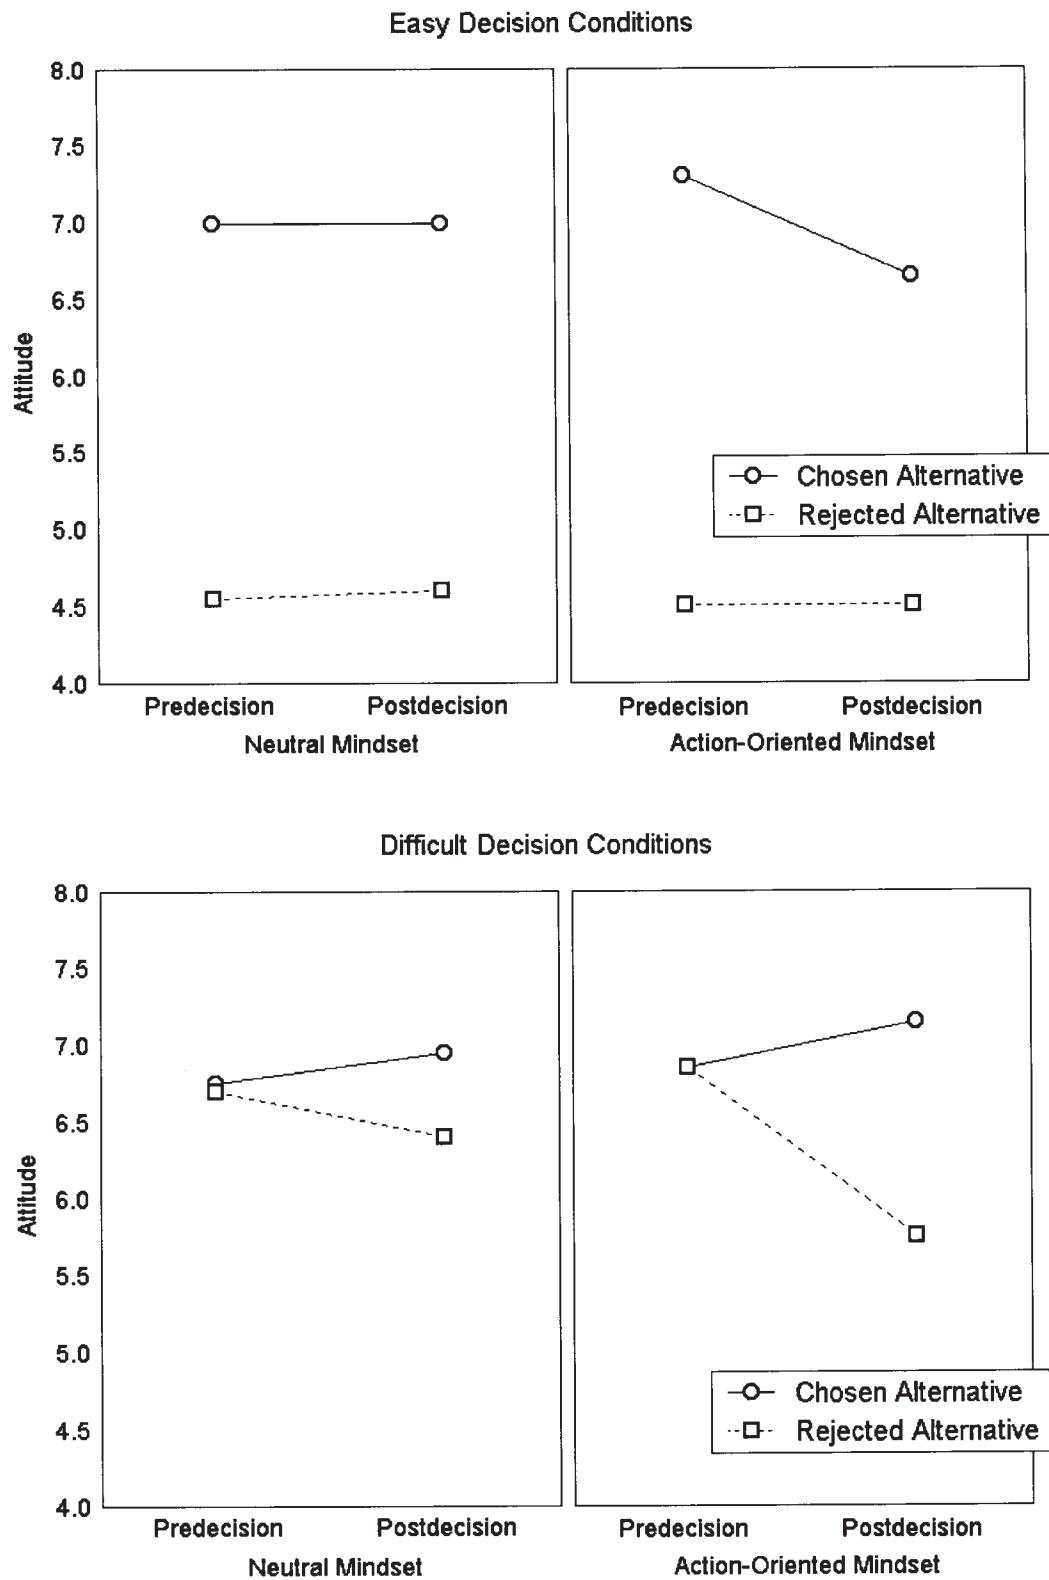 Easy Decision Conditions
8.0
7.5
7.0
6.5
6.0
5.5
5.0
4.5
4.0
Attitude
Chosen Alternative
Rejected Alternative
Predecision Postdecision Predecision Postdecision
Neutral Mindset Action-Oriented Mindset
Difficult Decision Conditions
8.0
7.5
7.0
6.5
6.0
5.5
5.0
4.5
4.0
Attitude
Chosen Alternative
Rejected Alternative
Predecision Postdecision Predecision Postdecision
Neutral Mindset Action-Oriented Mindset